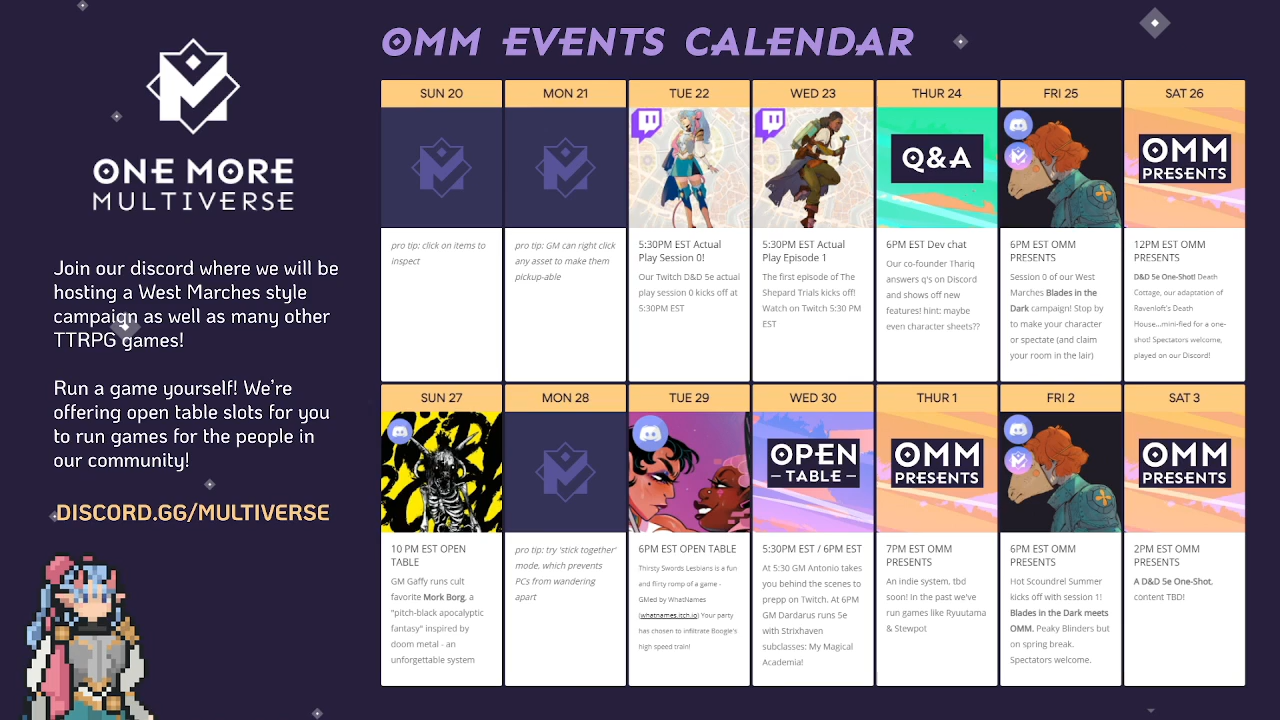 ONE MORE
MULTIVERSE
Join our discord where we will be
hosting a West Marches style
campaign as well as many other
TTRPG games!
Run a game yourself! We're
offering open table slots for you
to run games for the people in
our community!
DISCORD.GG/MULTIVERSE
OMM EVENTS CALENDAR
SUN 20
pro tip: click on items to
inspect
MON 21
pro tip: GM can right click
any asset to make them
pickup-able
TUE 22
5:30PM EST Actual
Play Session 0!
Our Twitch D&D 5e actual
play session 0 kicks off at
5:30PM EST
WED 23
5:30PM EST Actual
Play Episode 1
The first episode of The
Shepard Trials kicks off!
Watch on Twitch 5:30 PM
EST
THUR 24
Q&A
6PM EST Dev chat
Our co-founder Thariq
answers q's on Discord
and shows off new
features! hint: maybe
even character sheets??
FRI 25
6PM EST OMM
PRESENTS
Session 0 of our West
Marches Blades in the
Dark campaign! Stop by
to make your character
or spectate (and claim
your room in the lair)
SAT 26
OMM
PRESENTS
12PM EST OMM
PRESENTS
D&D 5e One-Shot! Death
Cottage, our adaptation of
Ravenloft's Death
House...mini-fied for a one-
shot! Spectators welcome,
played on our Discord!
SUN 27
10 PM EST OPEN
TABLE
GM Gaffy runs cult
favorite Mork Borg, a
"pitch-black apocalyptic
fantasy" inspired by
doom metal - an
unforgettable system
MON 28
pro tip: try 'stick together'
mode, which prevents
PCs from wandering
apart
TUE 29
6PM EST OPEN TABLE
Thirsty Swords Lesbians is a fun
and flirty romp of a game -
GMed by WhatNames
(whatnames.itch.io) Your party
has chosen to infiltrate Boogie's
high speed train!
WED 30
OPEN
TABLE
5:30PM EST / 6PM EST
At 5:30 GM Antonio takes
you behind the scenes to
prepp on Twitch. At 6PM
GM Dardarus runs 5e
with Strixhaven
subclasses: My Magical
Academia!
THUR 1
OMM
PRESENTS
7PM EST OMM
PRESENTS
An indie system, tbd
soon! In the past we've
run games like Ryuutama
& Stewpot
FRI 2
6PM EST OMM
PRESENTS
Hot Scoundrel Summer
kicks off with session 1!
Blades in the Dark meets
OMM, Peaky Blinders but
on spring break.
Spectators welcome.
SAT 3
OMM
PRESENTS
2PM EST OMM
PRESENTS
A D&D 5e One-Shot,
content TBD!